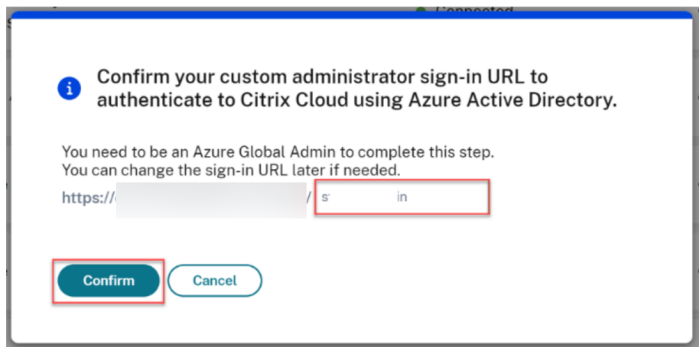 Connected
Confirm your custom administrator sign-in URL to
authenticate to Citrix Cloud using Azure Active Directory.
You need to be an Azure Global Admin to complete this step.
You can change the sign-in URL later if needed.
https:// /
Confirm Cancel